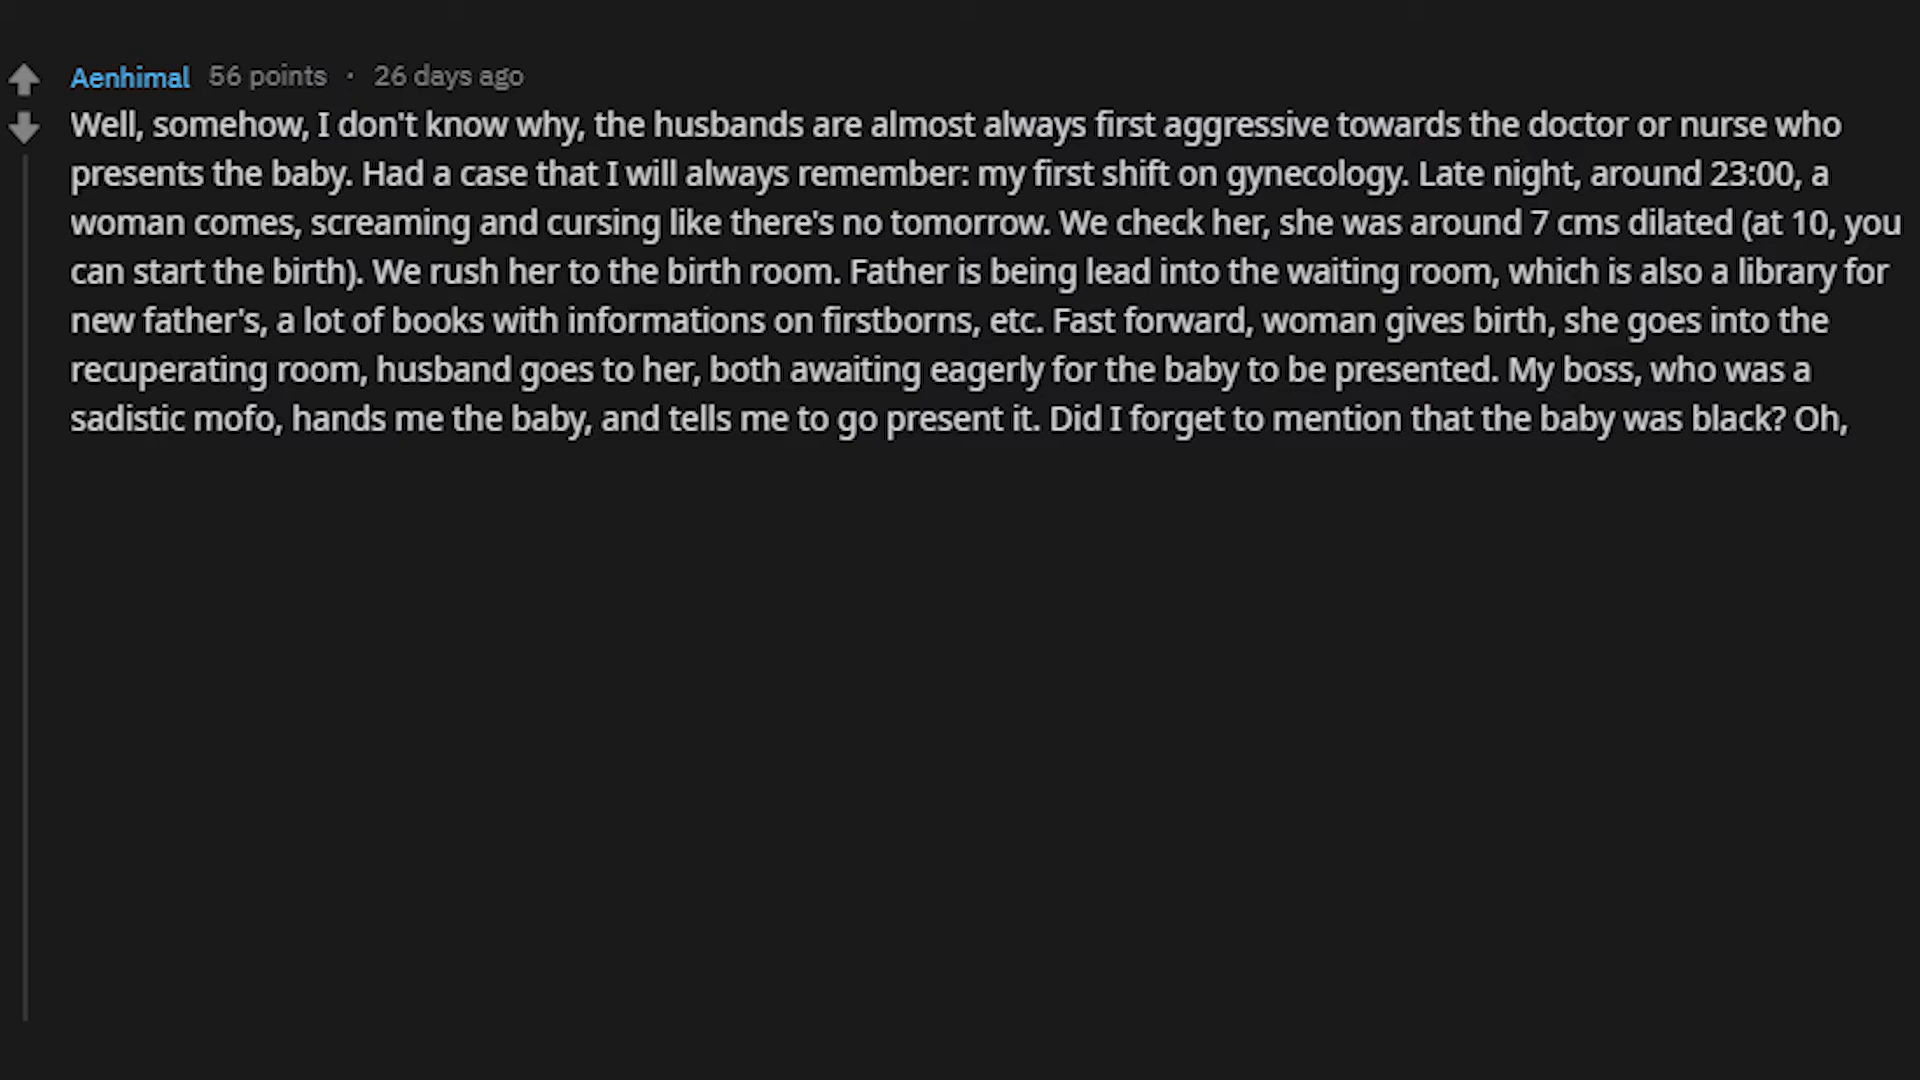 Aenhimal 56 points · 26 days ago
Well, somehow, I don't know why, the husbands are almost always first aggressive towards the doctor or nurse who
presents the baby. Had a case that I will always remember: my first shift on gynecology. Late night, around 23:00, a
woman comes, screaming and cursing like there's no tomorrow. We check her, she was around 7 cms dilated (at 10, you
can start the birth). We rush her to the birth room. Father is being lead into the waiting room, which is also a library for
new father's, a lot of books with informations on firstborns, etc. Fast forward, woman gives birth, she goes into the
recuperating room, husband goes to her, both awaiting eagerly for the baby to be presented. My boss, who was a
sadistic mofo, hands me the baby, and tells me to go present it. Did I forget to mention that the baby was black? Oh,